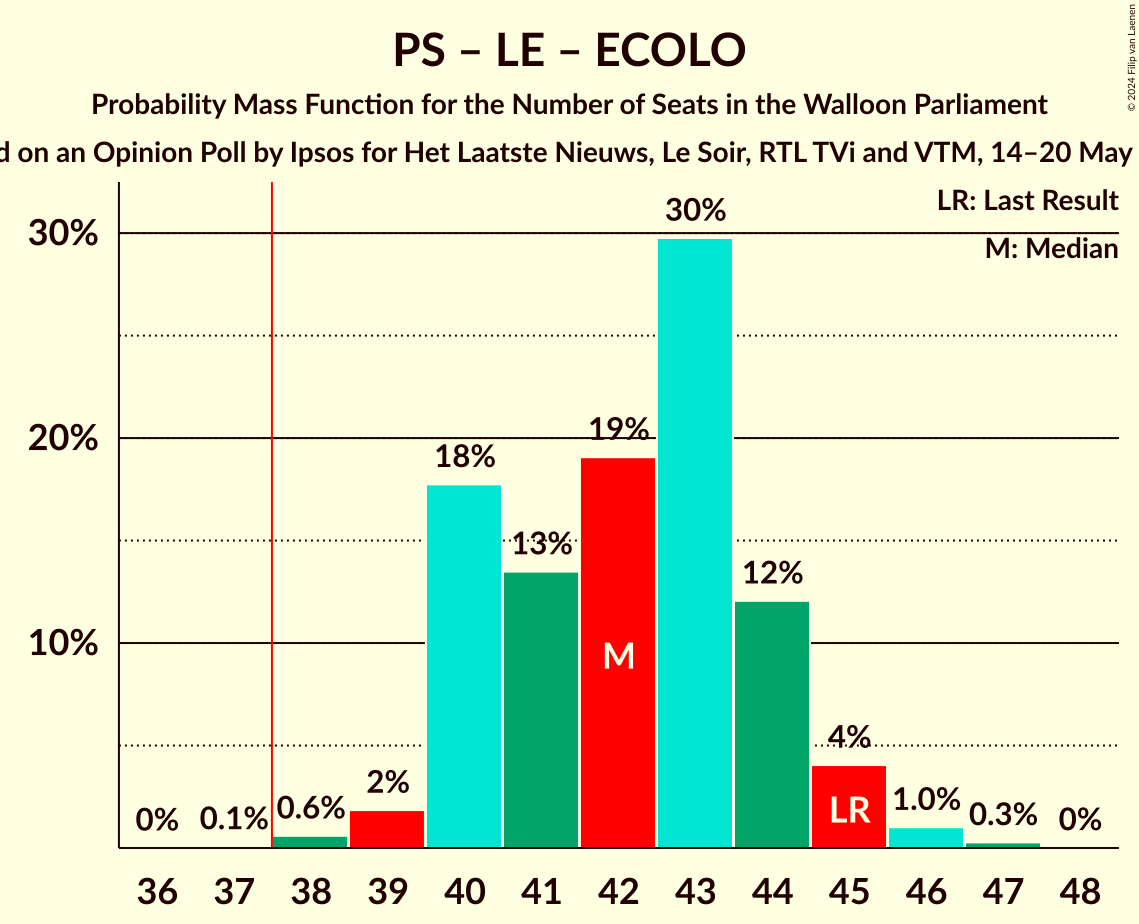 PS – LE – ECOLO
Probability Mass Function for the Number of Seats in the Walloon Parliament
on an Opinion Poll by Ipsos for Het Laatste Nieuws, Le Soir, RTL TVi and VTM, 14–20 May
© 2024 Filip van Laenen
LR: Last Result
M: Median
30%
20%
10%
0%
0.1%
0.6%
2%
18%
13%
19%
30%
12%
4%
1.0%
0.3%
0%
M
LR
36 37 38 39 40 41 42 43 44 45 46 47 48